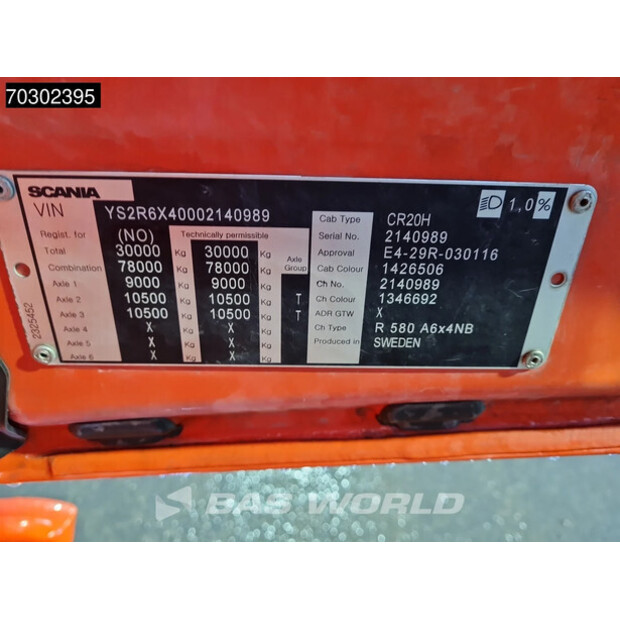 70302395
SCANIA
VIN YS2R6X40002140989
1,0%
Regist. for (NO) Technically permissible
Total 30000 Kg 30000 Kg Axle Group
Combination 78000 Kg 78000 Kg
Axle 1 9000 Kg 9000 Kg
Axle 2 10500 Kg 10500 Kg T
Axle 3 10500 Kg 10500 Kg T
Axle 4 X Kg X Kg
Axle 5 X Kg X Kg
Axle 6 X Kg X Kg
Cab Type CR20H
Serial No. 2140989
Approval E4-29R-030116
Cab Colour 1426506
Ch No. 2140989
Ch Colour 1346692
ADR GTW X
Ch Type R 580 A6x4NB
Produced in SWEDEN
2325452
BAS WORLD